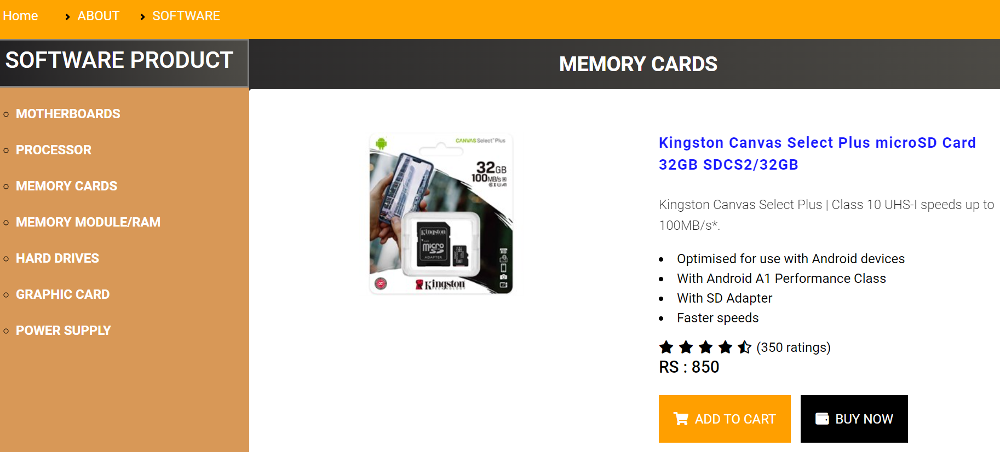 Home
ABOUT
SOFTWARE
SOFTWARE PRODUCT
MEMORY CARDS
MOTHERBOARDS
PROCESSOR
MEMORY CARDS
MEMORY MODULE/RAM
HARD DRIVES
GRAPHIC CARD
POWER SUPPLY
CANVAS Select Plus
32GB
100MB/s
Kingston
micro
SD
ADAPTER
Kingston
TECHNOLOGY
Kingston Canvas Select Plus microSD Card
32GB SDCS2/32GB
Kingston Canvas Select Plus | Class 10 UHS-I speeds up to
100MB/s*.
Optimised for use with Android devices
With Android A1 Performance Class
With SD Adapter
Faster speeds
(350 ratings)
RS : 850
ADD TO CART
BUY NOW